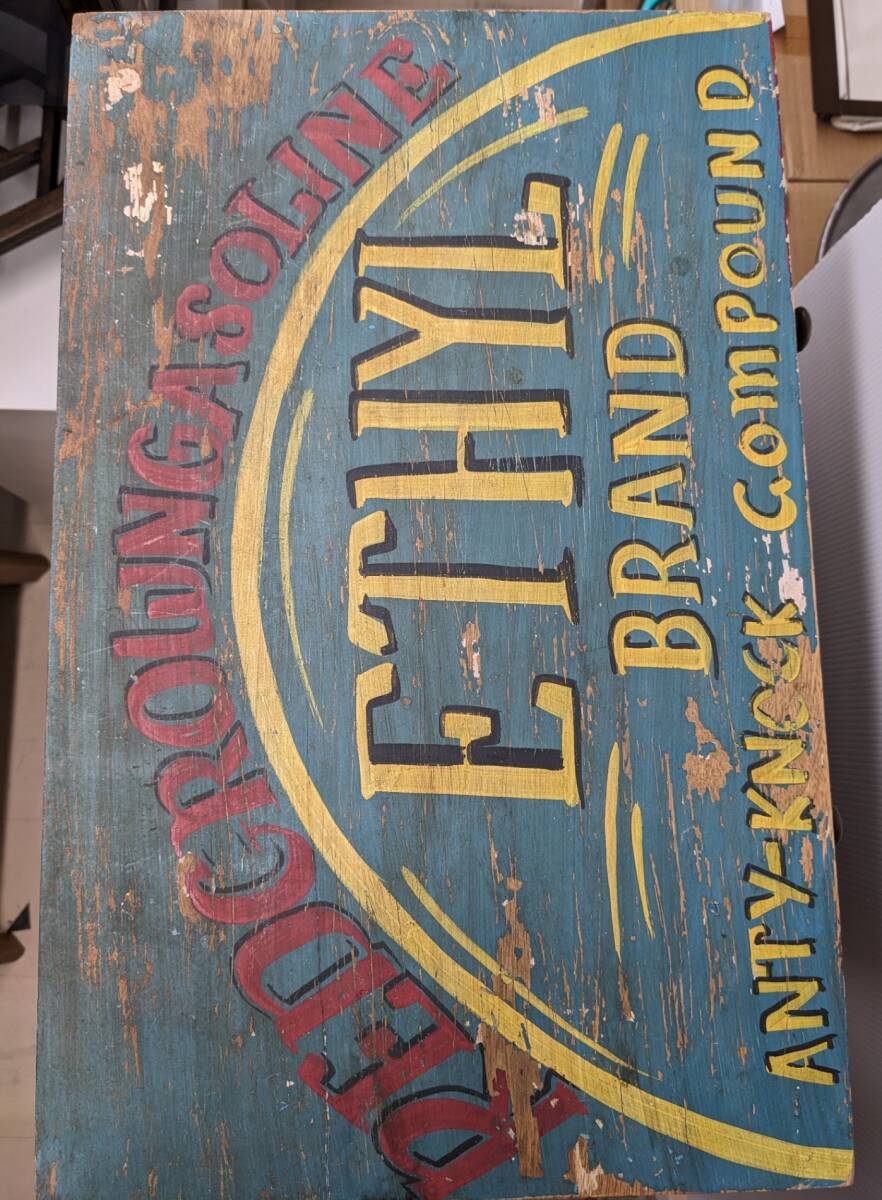 RED CROWN GASOLINE
ETHYL
BRAND
ANTY-KNOCK COMPOUND